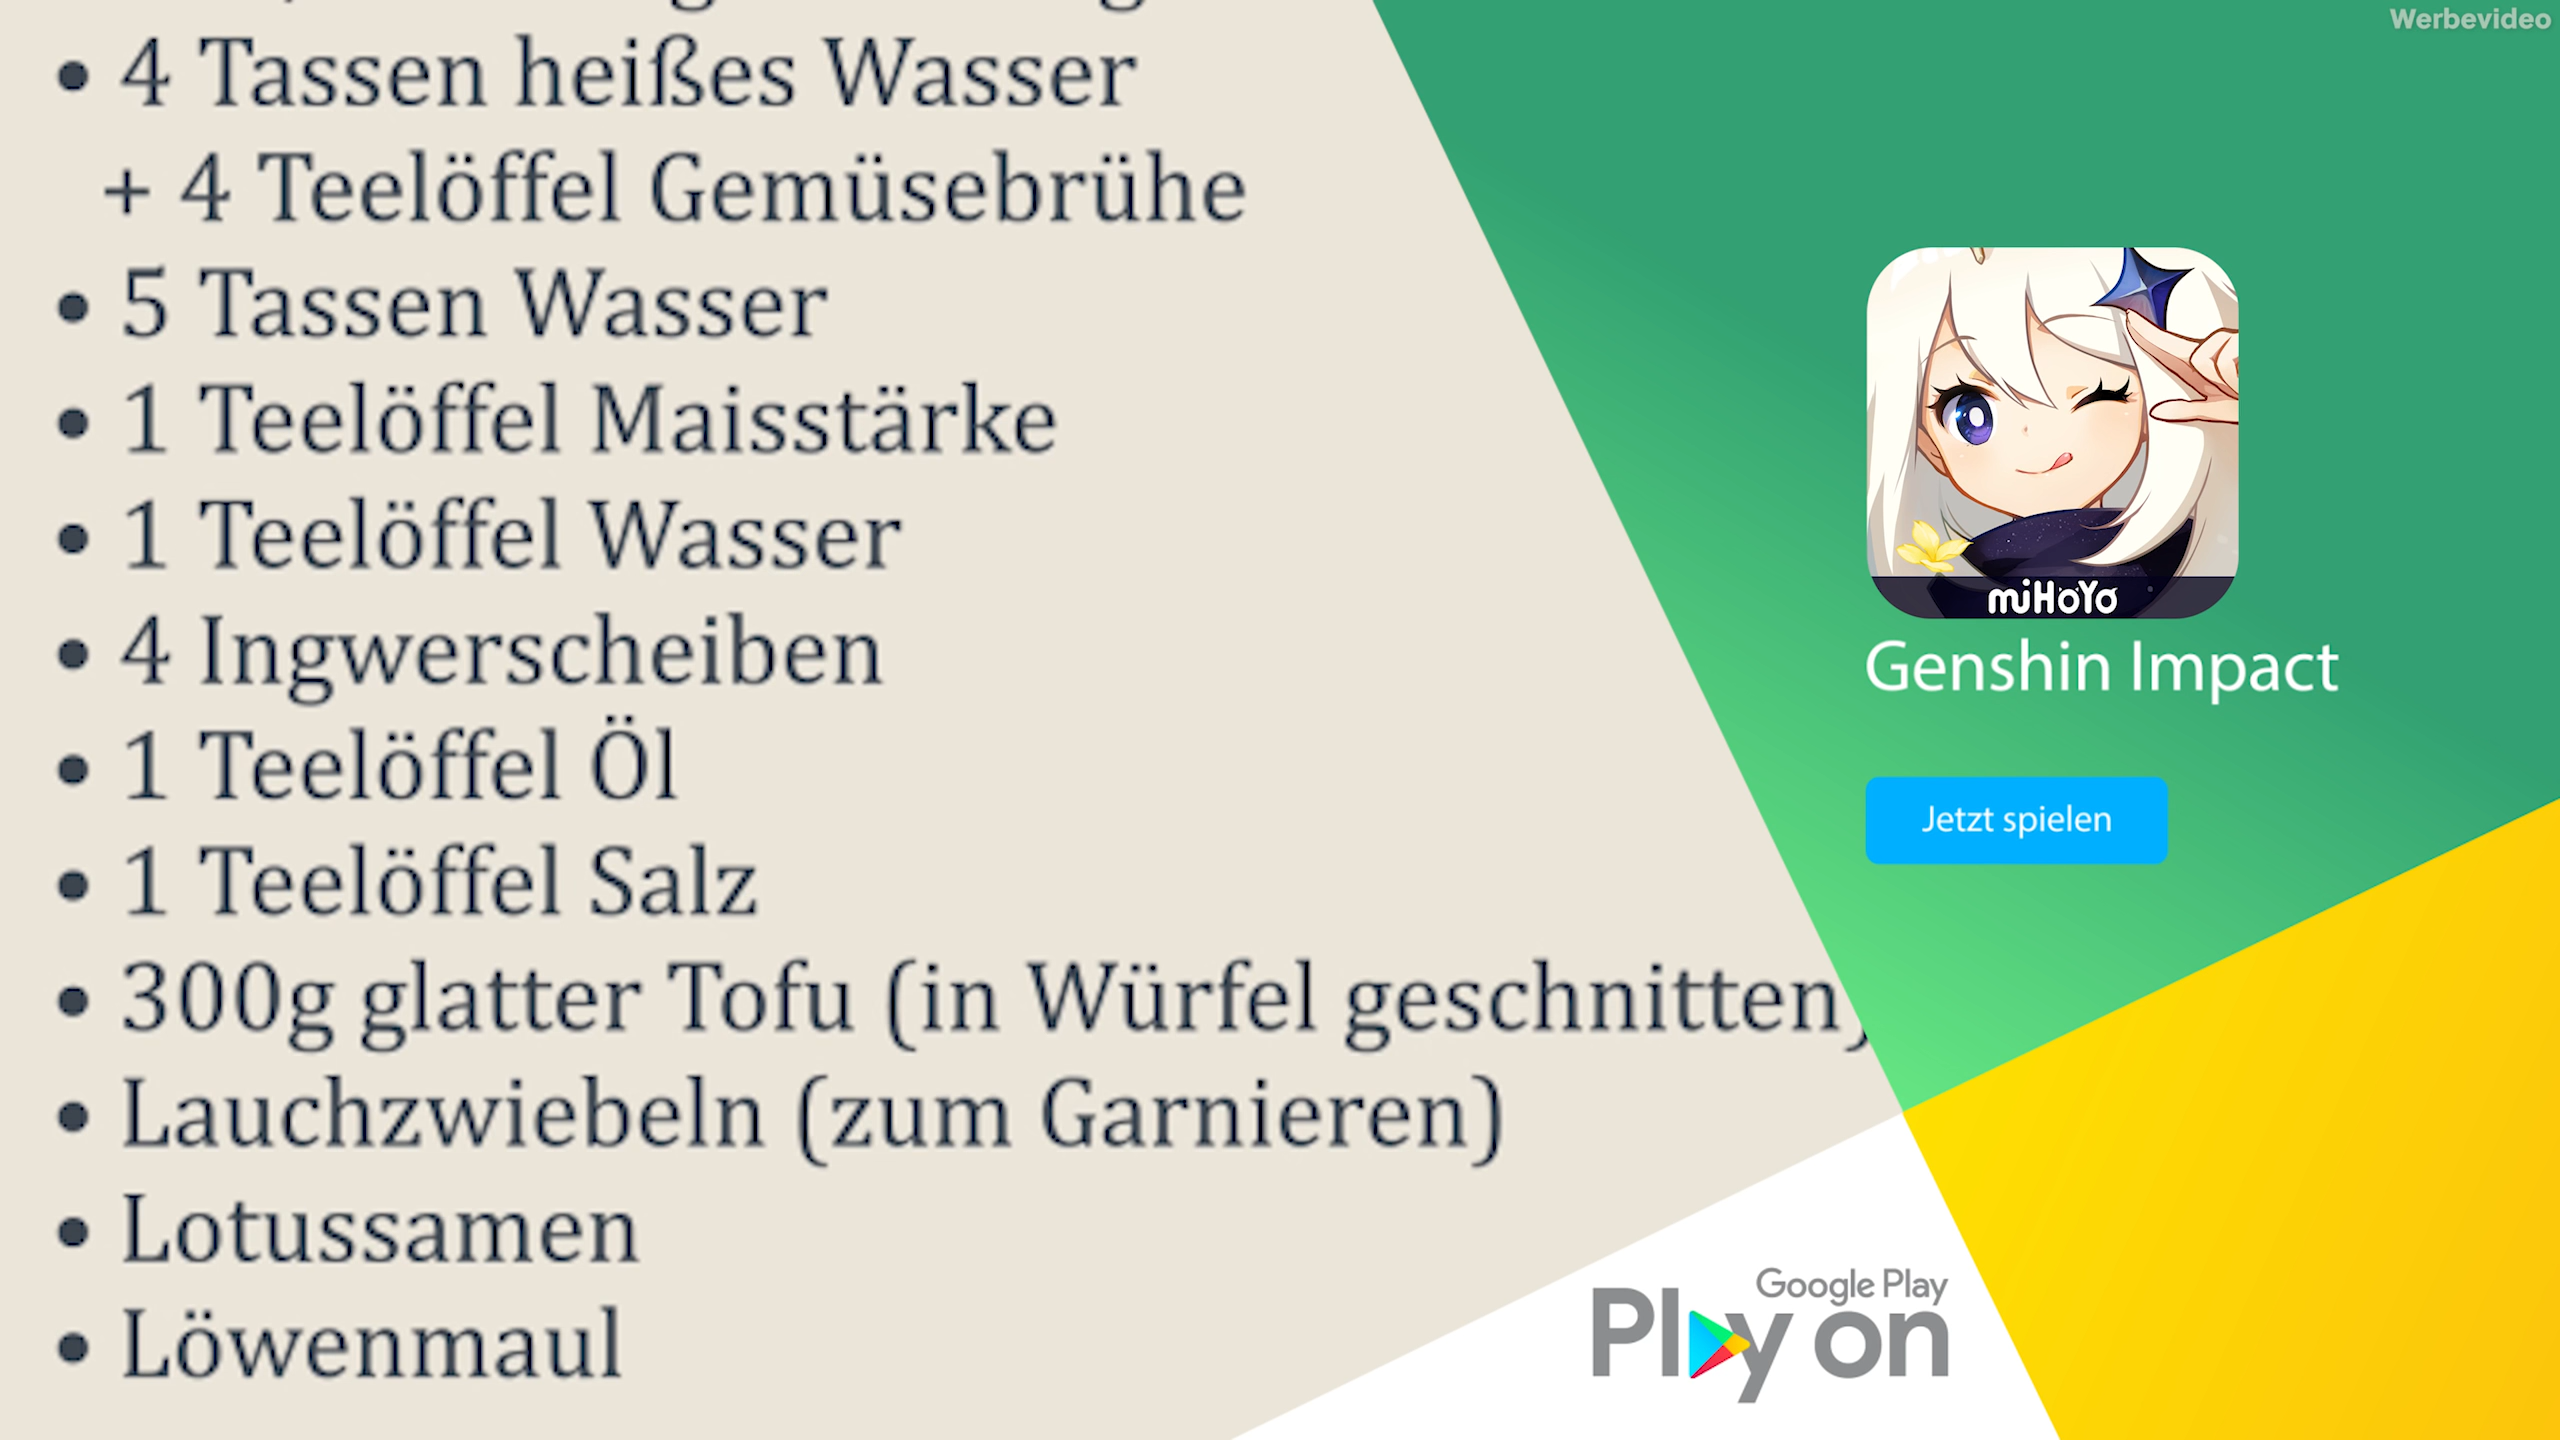 • 4 Tassen heißes Wasser
+ 4 Teelöffel Gemüsebrühe
• 5 Tassen Wasser
• 1 Teelöffel Maisstärke
• 1 Teelöffel Wasser
• 4 Ingwerscheiben
• 1 Teelöffel Öl
• 1 Teelöffel Salz
• 300g glatter Tofu (in Würfel geschnitten)
• Lauchzwiebeln (zum Garnieren)
• Lotussamen
• Löwenmaul
Werbevideo
miHoYo
Genshin Impact
Jetzt spielen
Google Play
Play on